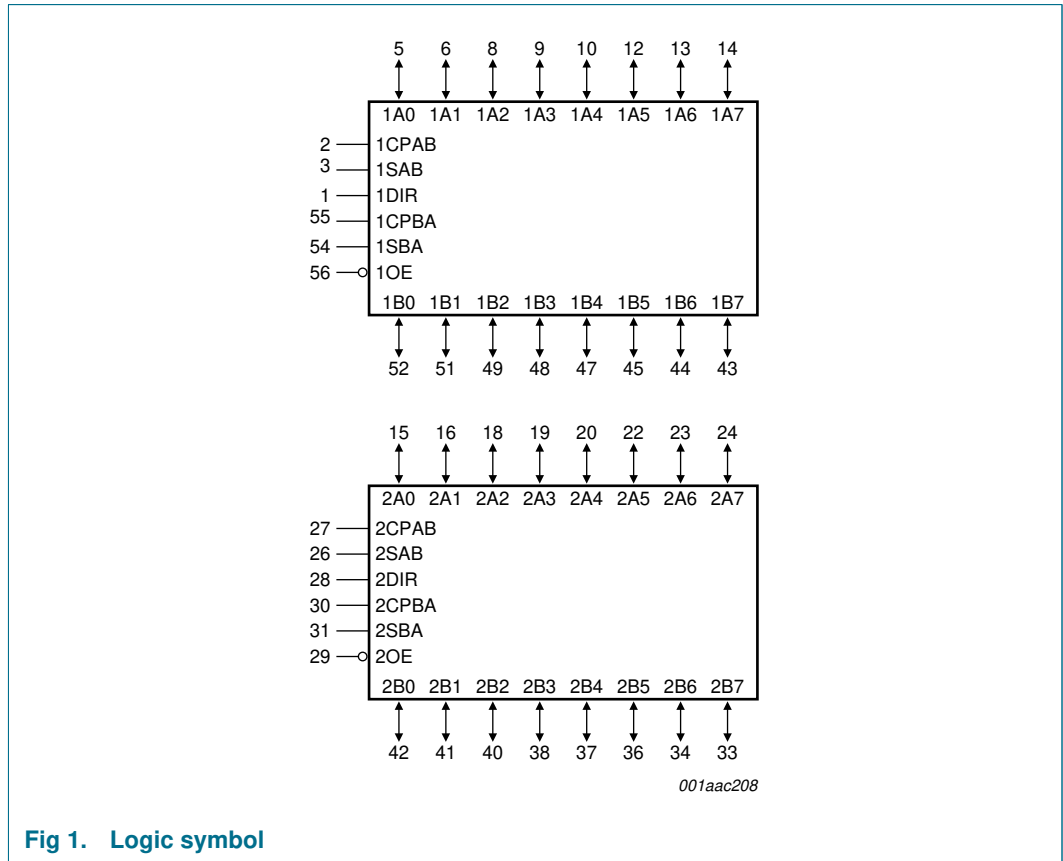 5 6 8 9 10 12 13 14
1A0 1A1 1A2 1A3 1A4 1A5 1A6 1A7
2 1CPAB
3 1SAB
1 1DIR
55 1CPBA
54 1SBA
56 1OE
1B0 1B1 1B2 1B3 1B4 1B5 1B6 1B7
52 51 49 48 47 45 44 43
15 16 18 19 20 22 23 24
2A0 2A1 2A2 2A3 2A4 2A5 2A6 2A7
27 2CPAB
26 2SAB
28 2DIR
30 2CPBA
31 2SBA
29 2OE
2B0 2B1 2B2 2B3 2B4 2B5 2B6 2B7
42 41 40 38 37 36 34 33
001aac208
Fig 1. Logic symbol